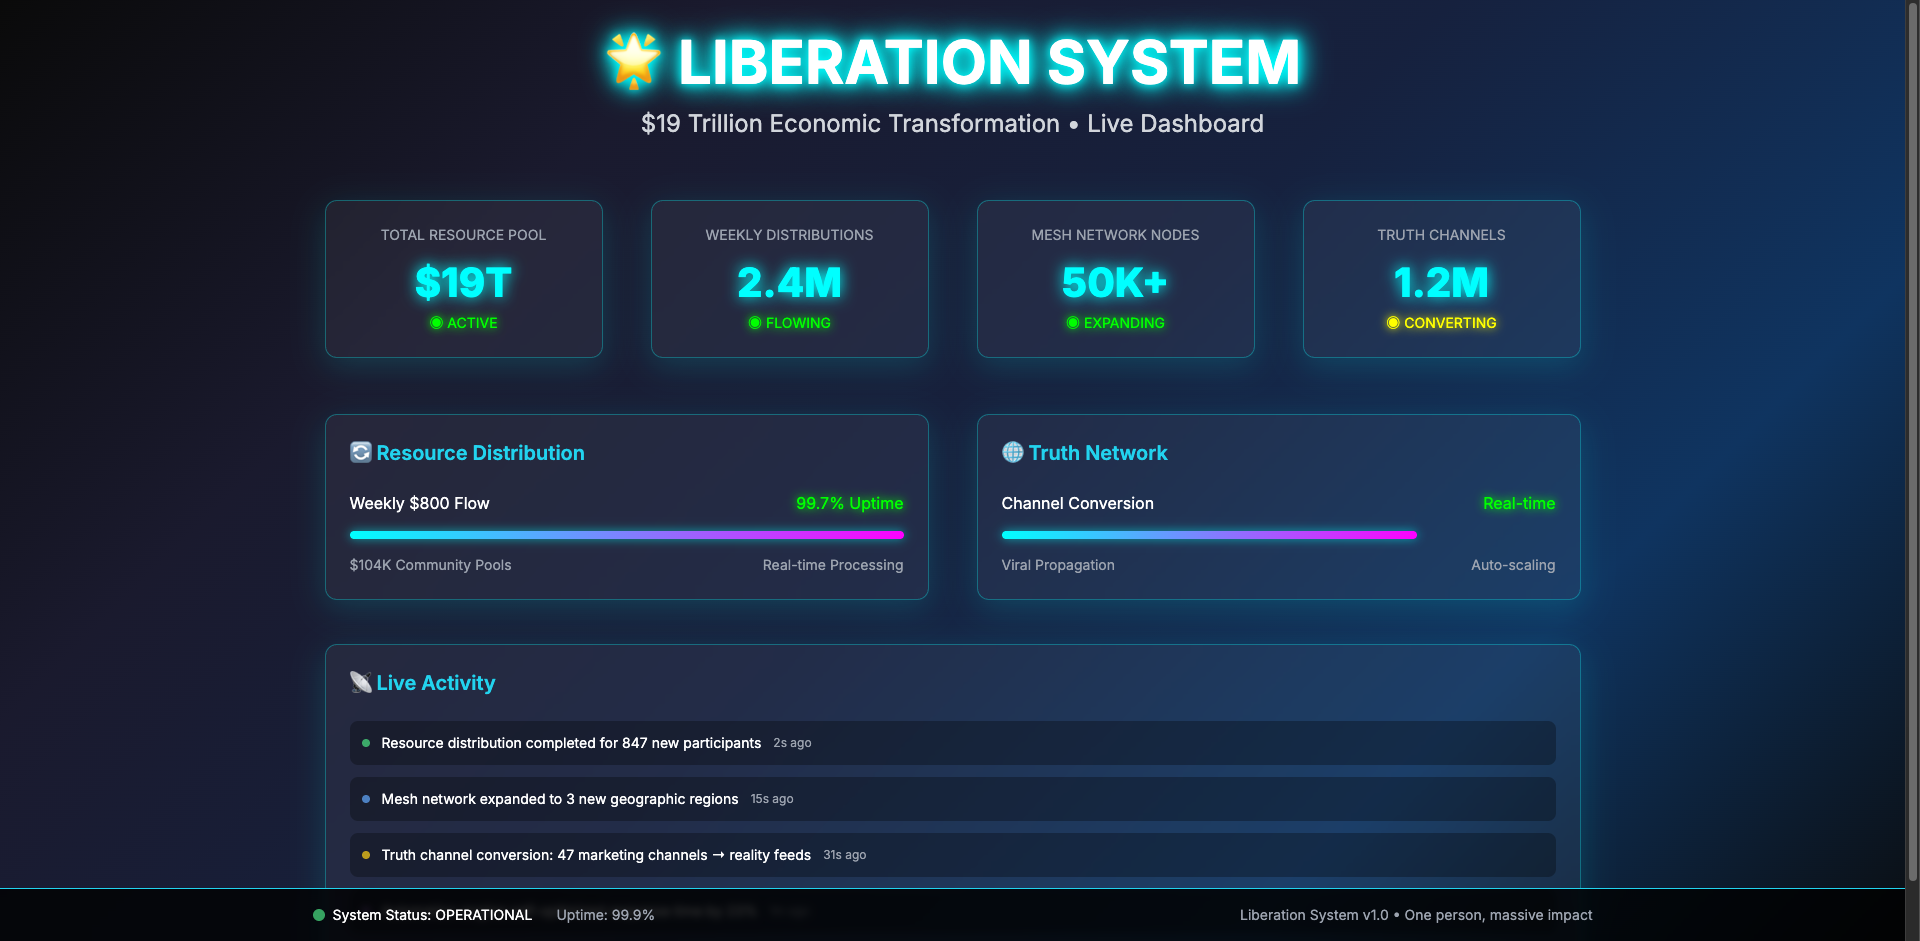 🌟 LIBERATION SYSTEM
$19 Trillion Economic Transformation • Live Dashboard
TOTAL RESOURCE POOL
$19T
◉ ACTIVE
WEEKLY DISTRIBUTIONS
2.4M
◉ FLOWING
MESH NETWORK NODES
50K+
◉ EXPANDING
TRUTH CHANNELS
1.2M
◉ CONVERTING
🔄 Resource Distribution
Weekly $800 Flow 99.7% Uptime
$104K Community Pools Real-time Processing
🌐 Truth Network
Channel Conversion Real-time
Viral Propagation Auto-scaling
📡 Live Activity
Resource distribution completed for 847 new participants 2s ago
Mesh network expanded to 3 new geographic regions 15s ago
Truth channel conversion: 47 marketing channels → reality feeds 31s ago
System Status: OPERATIONAL Uptime: 99.9% Liberation System v1.0 • One person, massive impact